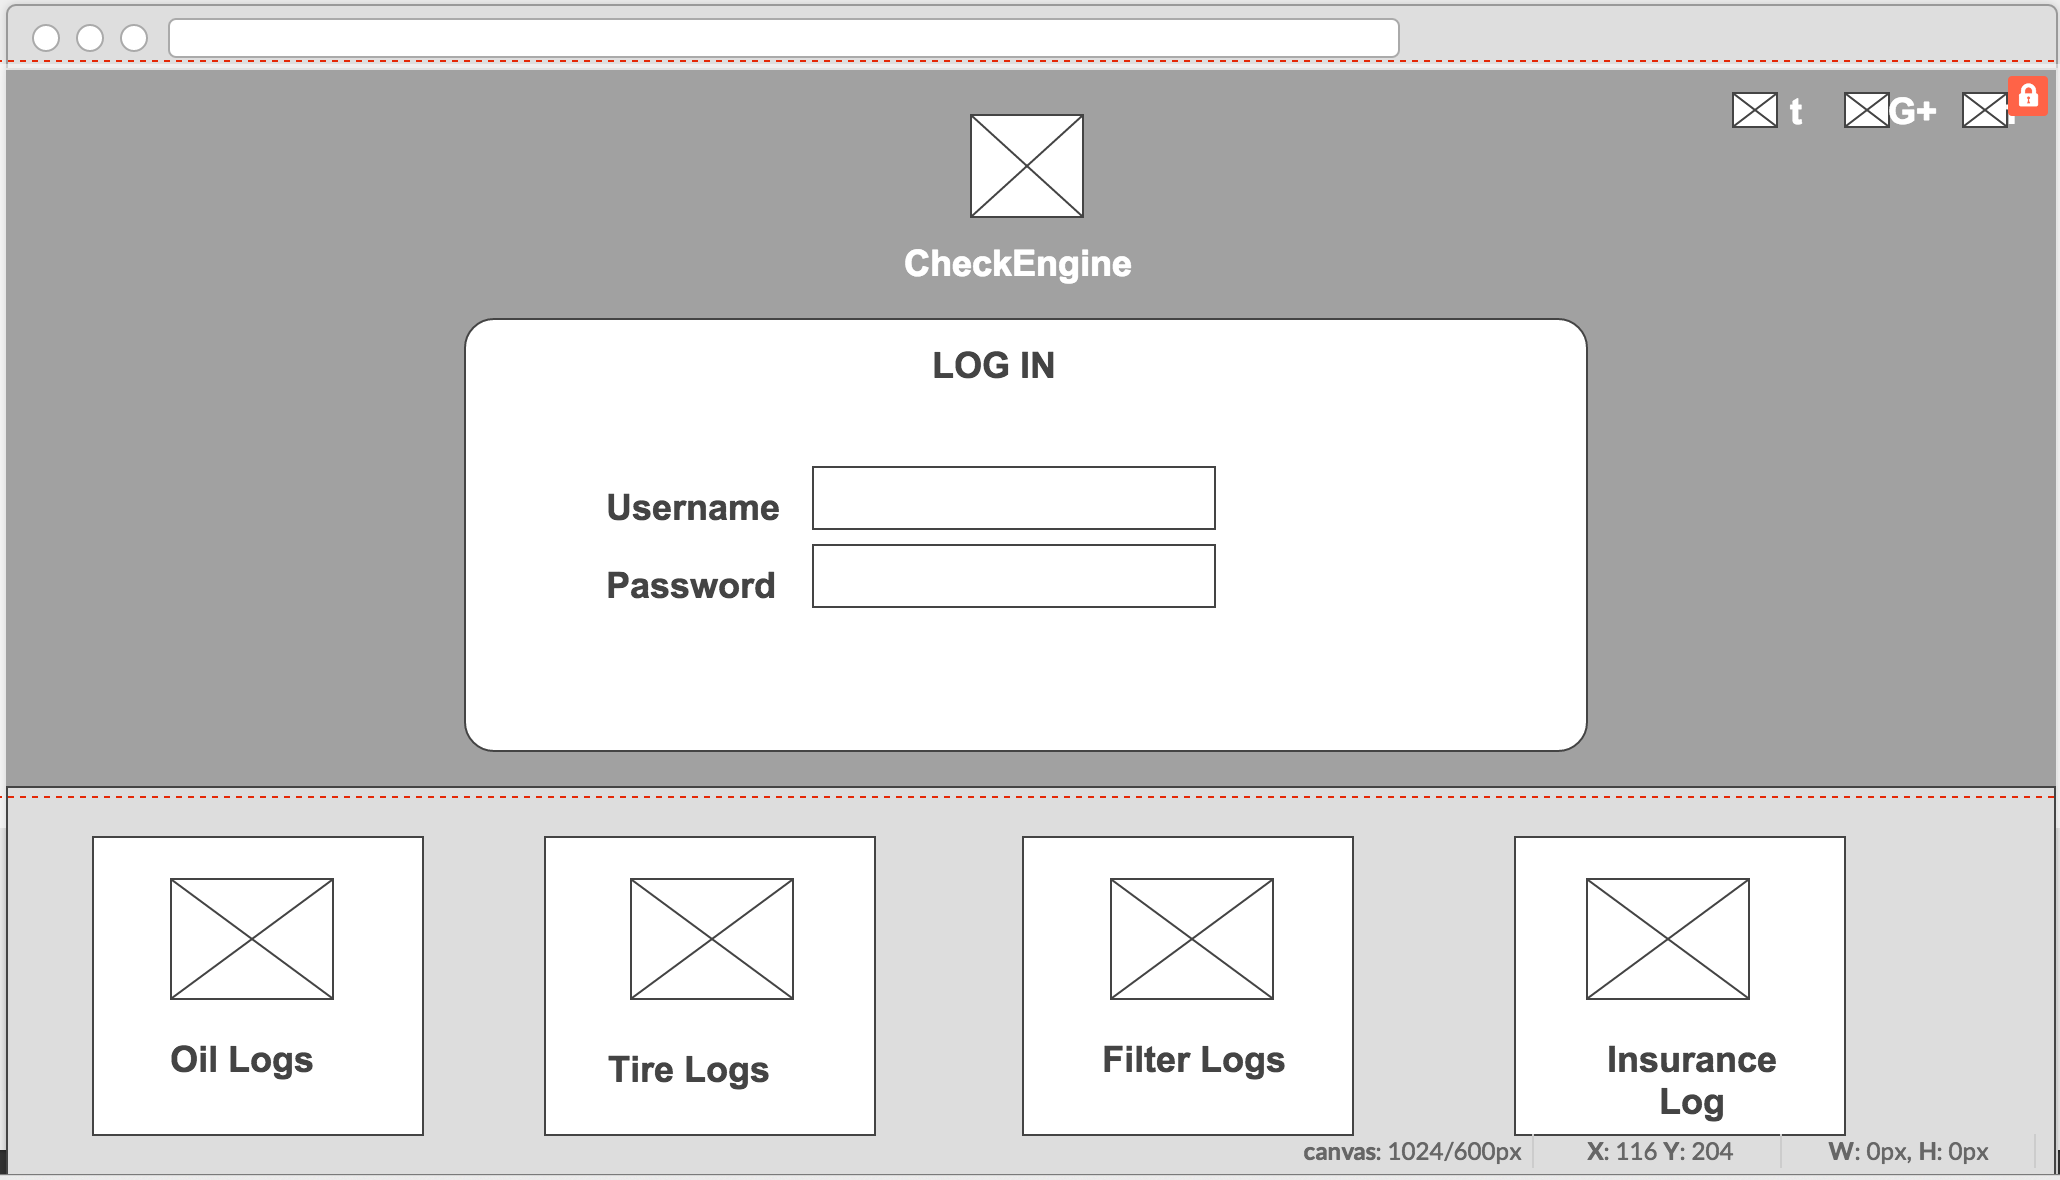 t
G+
CheckEngine
LOG IN
Username
Password
Oil Logs
Tire Logs
Filter Logs
Insurance
Log
canvas: 1024/600px
X: 116 Y: 204
W: 0px, H: 0px